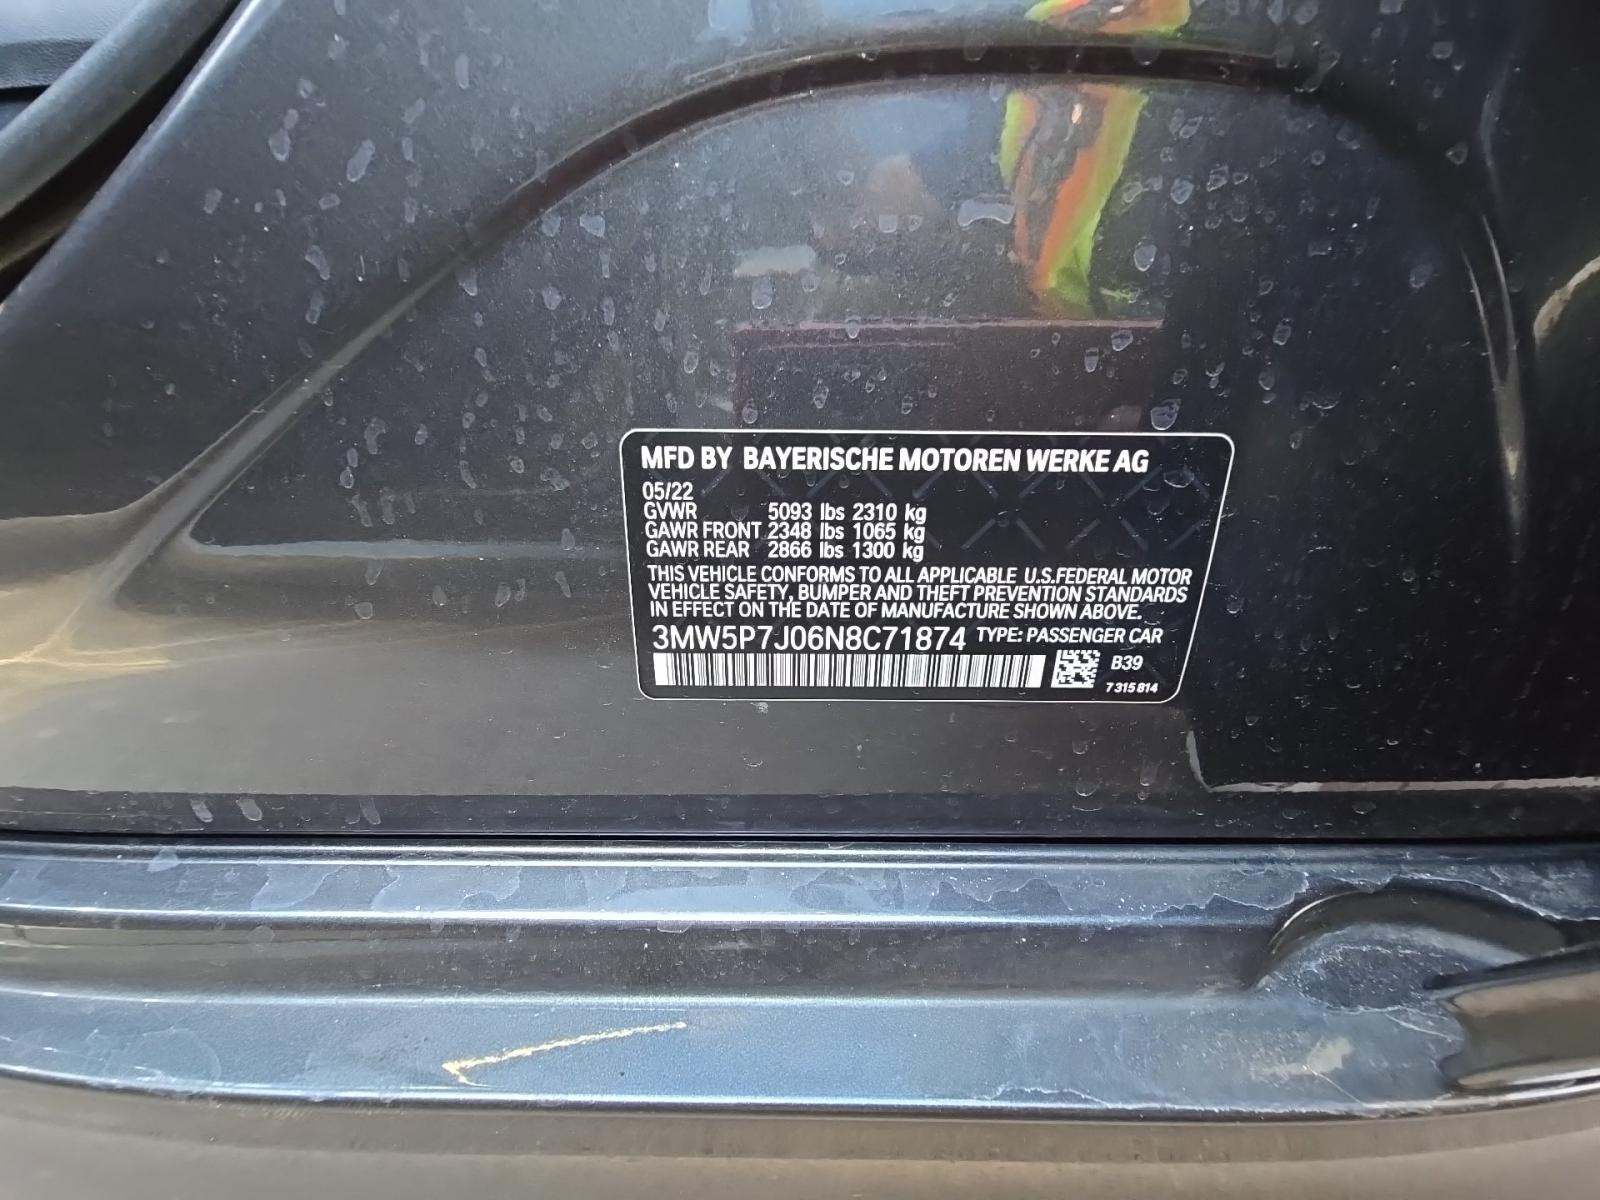 MFD BY BAYERISCHE MOTOREN WERKE AG
05/22
GVWR 5093 lbs 2310 kg
GAWR FRONT 2348 lbs 1065 kg
GAWR REAR 2866 lbs 1300 kg
THIS VEHICLE CONFORMS TO ALL APPLICABLE U.S.FEDERAL MOTOR
VEHICLE SAFETY, BUMPER AND THEFT PREVENTION STANDARDS
IN EFFECT ON THE DATE OF MANUFACTURE SHOWN ABOVE.
3MW5P7J06N8C71874 TYPE: PASSENGER CAR
B39
7 315 814